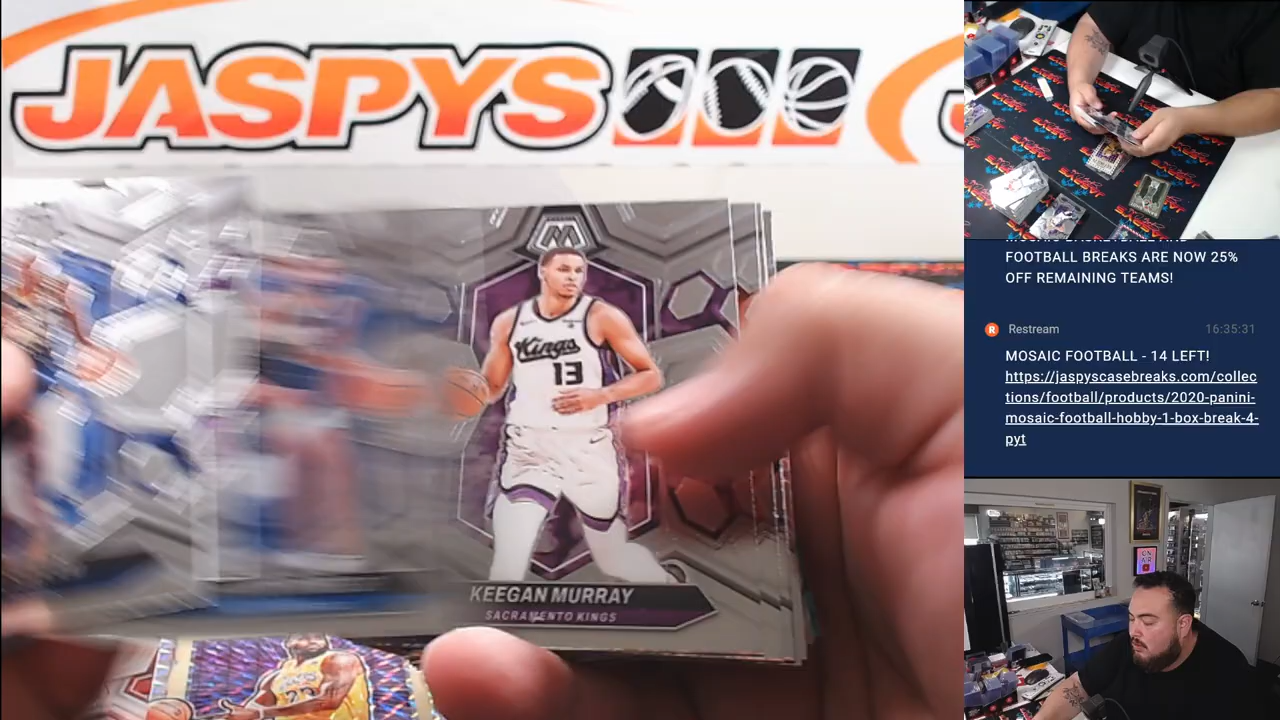 JASPYS
KEEGAN MURRAY
SACRAMENTO KINGS
Kings
13
FOOTBALL BREAKS ARE NOW 25%
OFF REMAINING TEAMS!
Restream
16:35:31
MOSAIC FOOTBALL - 14 LEFT!
https://jaspyscasebreaks.com/collec
tions/football/products/2020-panini-
mosaic-football-hobby-1-box-break-4-
pyt